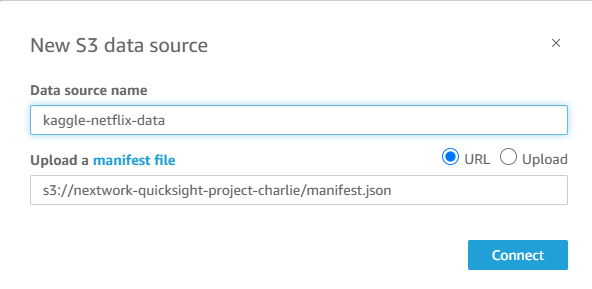 New S3 data source
×
Data source name
kaggle-netflix-data
Upload a manifest file URL Upload
s3://nextwork-quicksight-project-charlie/manifest.json
Connect